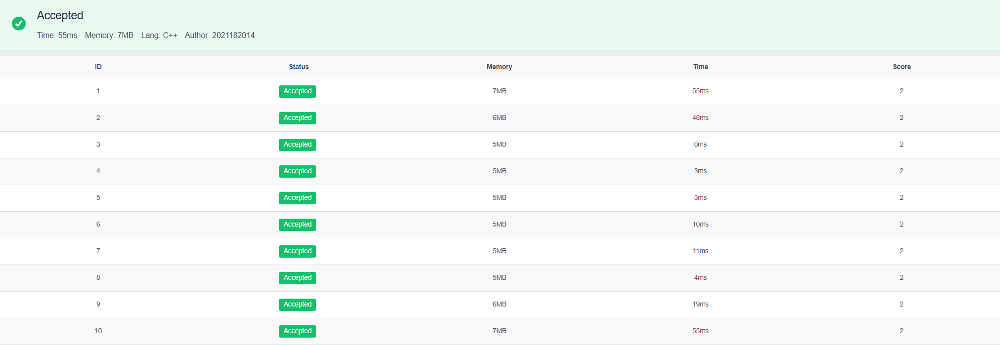 Accepted
Time: 55ms Memory: 7MB Lang: C++ Author: 2021182014
ID Status Memory Time Score
1 Accepted 7MB 55ms 2
2 Accepted 6MB 48ms 2
3 Accepted 5MB 0ms 2
4 Accepted 5MB 3ms 2
5 Accepted 5MB 3ms 2
6 Accepted 5MB 10ms 2
7 Accepted 5MB 11ms 2
8 Accepted 5MB 4ms 2
9 Accepted 6MB 19ms 2
10 Accepted 7MB 55ms 2